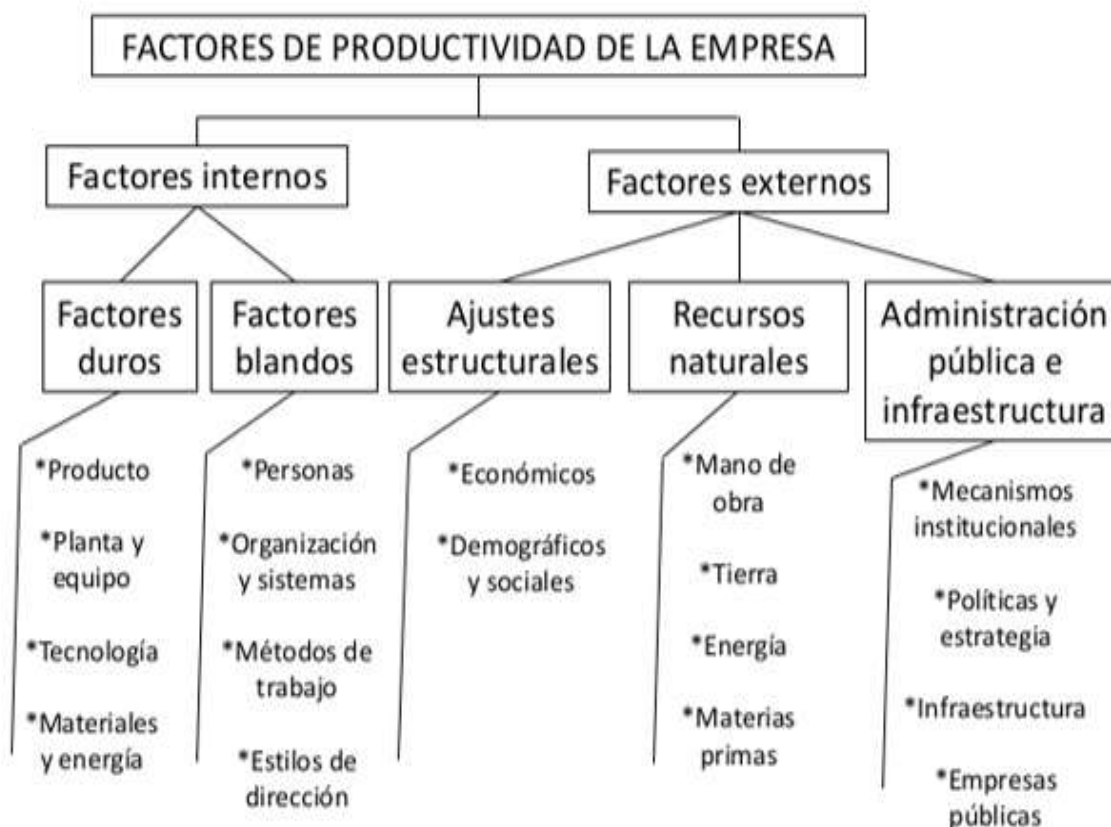 FACTORES DE PRODUCTIVIDAD DE LA EMPRESA
Factores internos
Factores externos
Factores
duros
Factores
blandos
Ajustes
estructurales
Recursos
naturales
Administración
pública e
infraestructura
*Producto
*Planta y
equipo
*Tecnología
*Materiales
y energía
*Personas
*Organización
y sistemas
*Métodos de
trabajo
*Estilos de
dirección
*Económicos
*Demográficos
y sociales
*Mano de
obra
*Tierra
*Energía
*Materias
primas
*Mecanismos
institucionales
*Políticas y
estrategia
*Infraestructura
*Empresas
públicas